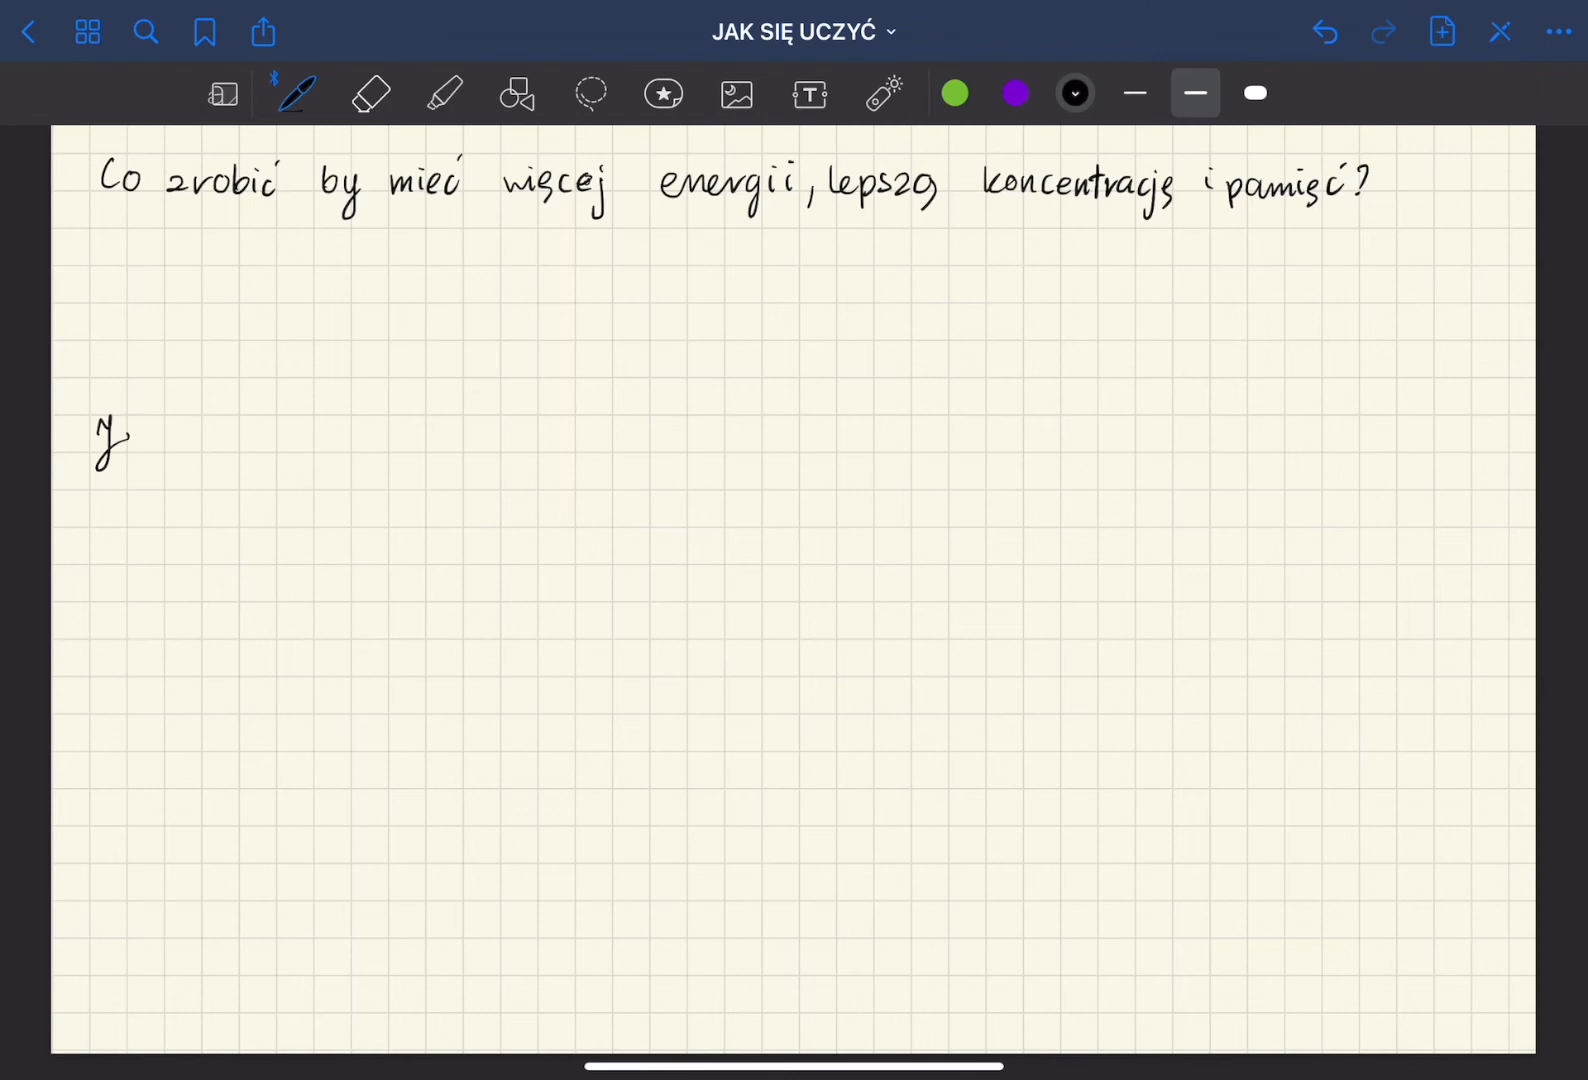 JAK SIĘ UCZYĆ
Co zrobić by mieć więcej energii, lepszą koncentrację i pamięć?
y